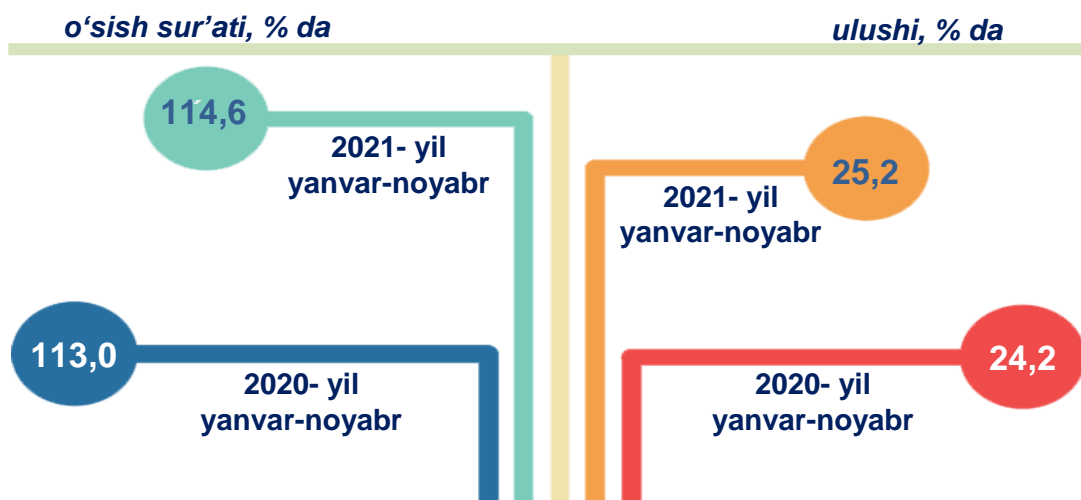 o‘sish sur’ati, % da
ulushi, % da
114,6
2021- yil
yanvar-noyabr
25,2
2021- yil
yanvar-noyabr
113,0
2020- yil
yanvar-noyabr
24,2
2020- yil
yanvar-noyabr